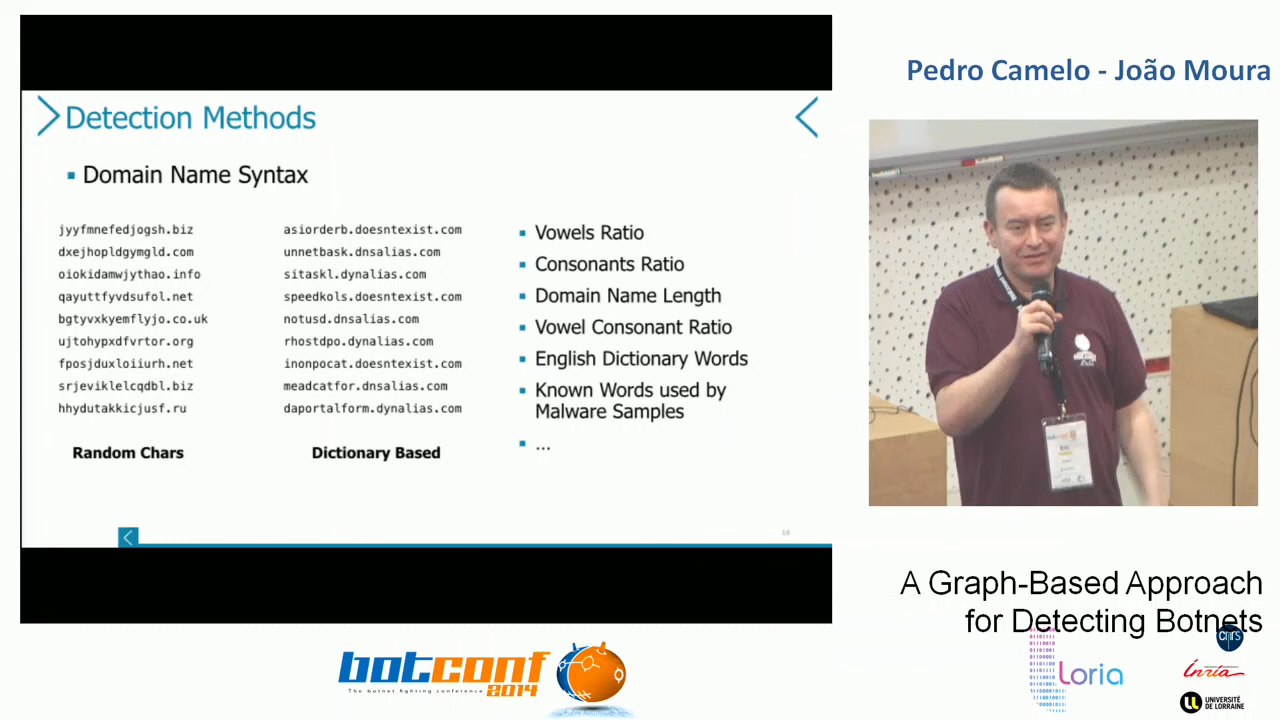 Pedro Camelo - João Moura
Detection Methods
Domain Name Syntax
jyyfmnefedjogsh.biz
dxejhopldgymgld.com
oiokidamwjythao.info
qayuttfyvdsufol.net
bgtyvxkyemflyjo.co.uk
ujtohypxdfvrtor.org
fposjduxloiiurh.net
srjeviklelcqdbl.biz
hhydutakkicjusf.ru
Random Chars
asiorderb.doesntexist.com
unnetbask.dnsalias.com
sitaskl.dynalias.com
speedkols.doesntexist.com
notusd.dnsalias.com
rhostdpo.dynalias.com
inonpocat.doesntexist.com
meadcatfor.dnsalias.com
daportalform.dynalias.com
Dictionary Based
Vowels Ratio
Consonants Ratio
Domain Name Length
Vowel Consonant Ratio
English Dictionary Words
Known Words used by
Malware Samples
...
A Graph-Based Approach
for Detecting Botnets
botconf
2014
The botnet fighting conference
Loria
cnrs
Inria
UNIVERSITÉ
DE LORRAINE